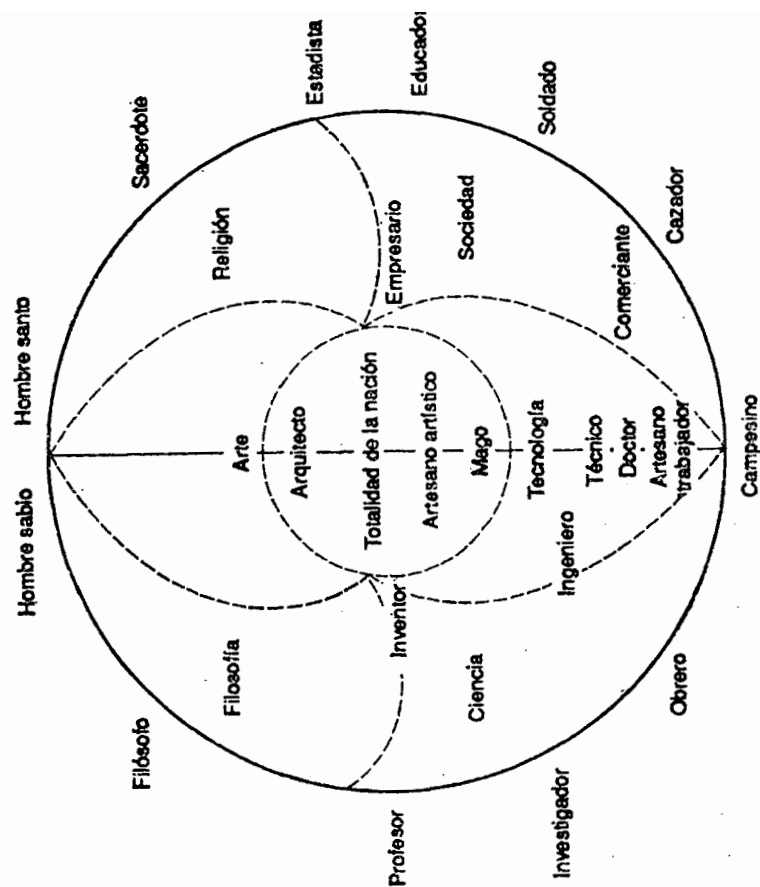 Hombre sabio
Hombre santo
Filósofo
Sacerdote
Filosofía
Religión
Arte
Arquitecto
Estadista
Totalidad de la nación
Profesor
Inventor
Empresario
Educador
Artesano artístico
Ciencia
Mago
Sociedad
Tecnología
Investigador
Ingeniero
Soldado
Técnico
Doctor
Comerciante
Artesano
trabajador
Obrero
Cazador
Campesino